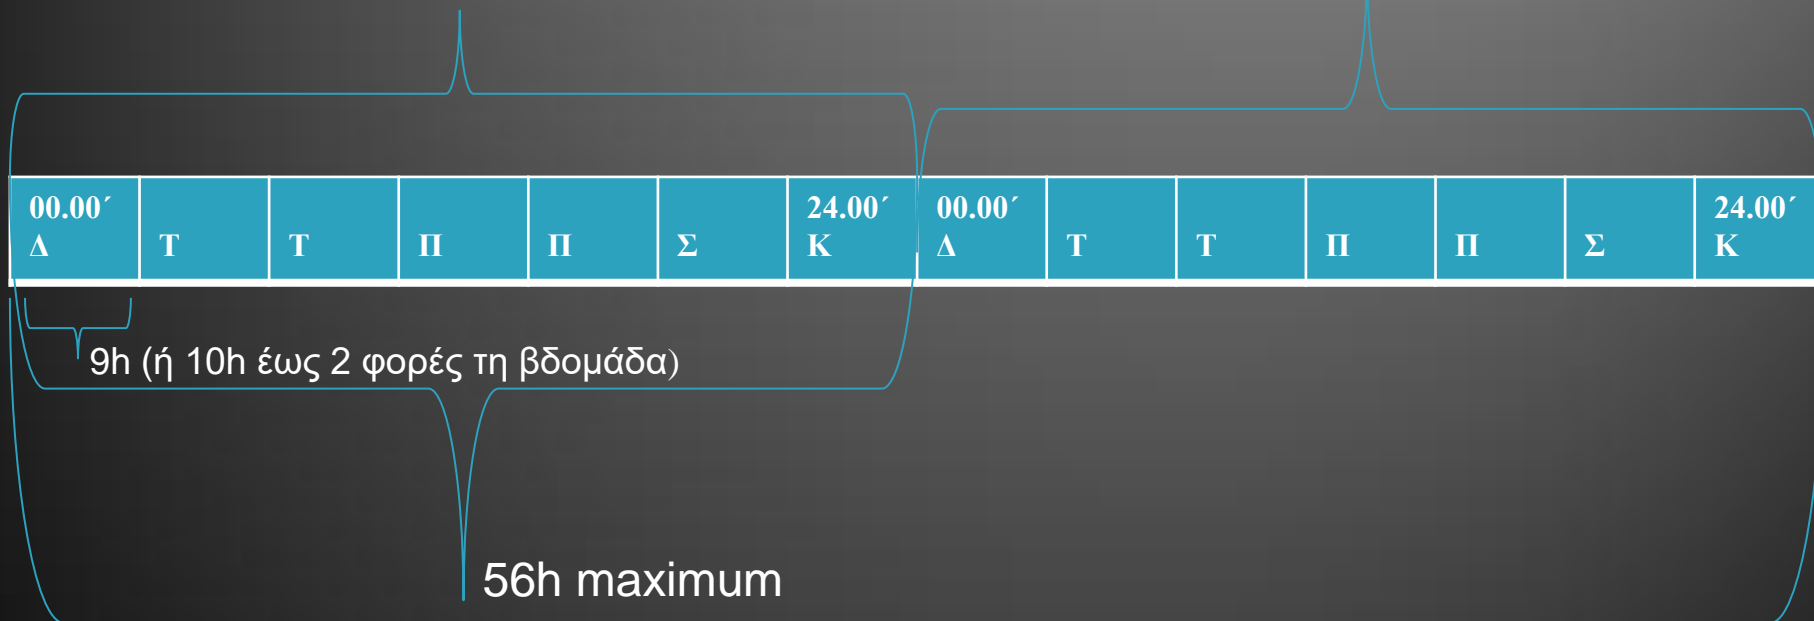 00.00΄ 24.00΄ 00.00΄ 24.00΄
Δ Τ Τ Π Π Σ Κ Δ Τ Τ Π Π Σ Κ
9h (ή 10h έως 2 φορές τη βδομάδα)
56h maximum